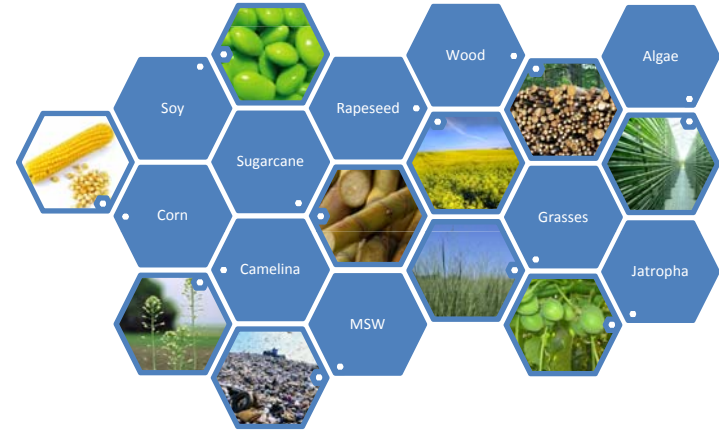 Wood
Algae
Soy
Rapeseed
Sugarcane
Corn
Grasses
Camelina
Jatropha
MSW